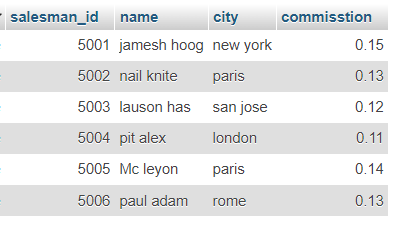 salesman_id name city commisstion
5001 jamesh hoog new york 0.15
5002 nail knite paris 0.13
5003 lauson has san jose 0.12
5004 pit alex london 0.11
5005 Mc leyon paris 0.14
5006 paul adam rome 0.13